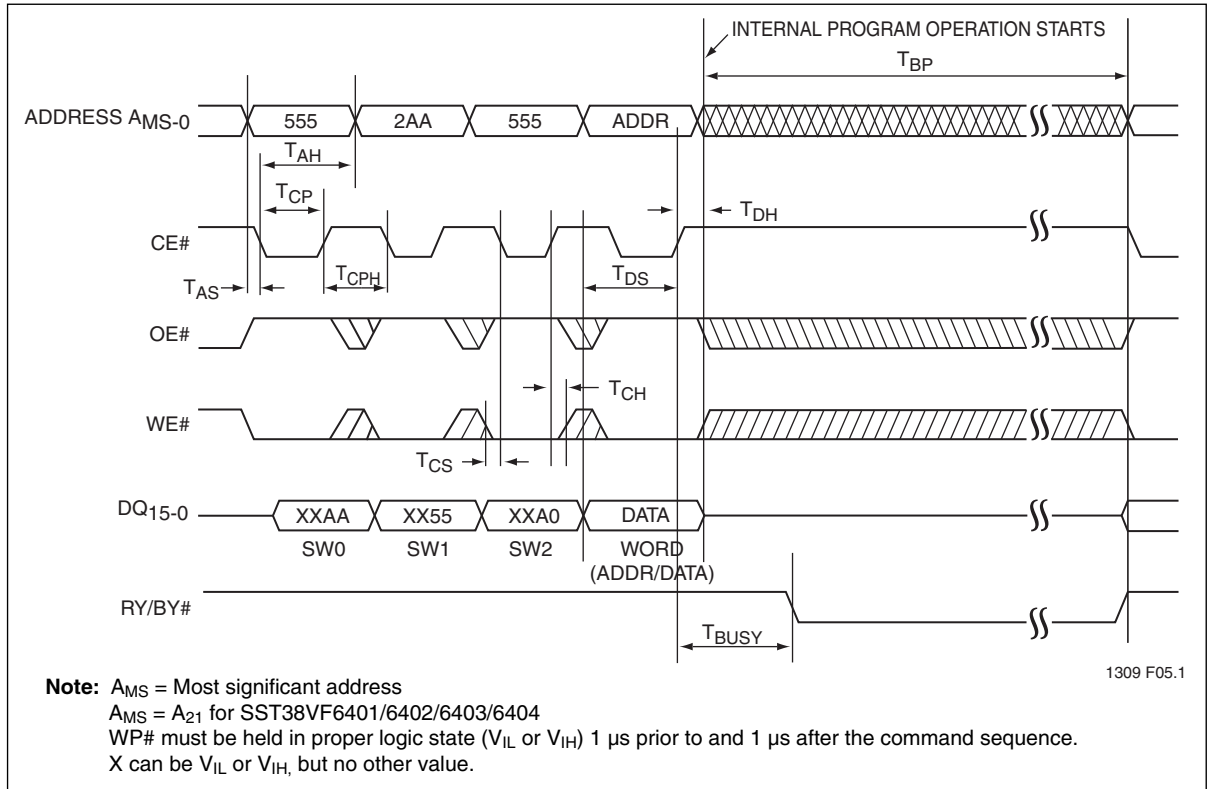 INTERNAL PROGRAM OPERATION STARTS
TBP
ADDRESS AMS-0
555
2AA
555
ADDR
TAH
TCP
TDH
CE#
TCPH
TDS
TAS
OE#
TCH
WE#
TCS
DQ15-0
XXAA
XX55
XXA0
DATA
SW0
SW1
SW2
WORD
(ADDR/DATA)
RY/BY#
TBUSY
1309 F05.1
Note: AMS = Most significant address
AMS = A21 for SST38VF6401/6402/6403/6404
WP# must be held in proper logic state (VIL or VIH) 1 µs prior to and 1 µs after the command sequence.
X can be VIL or VIH, but no other value.